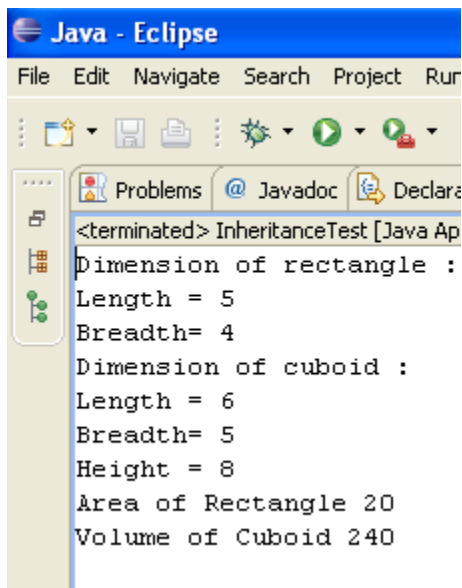 Java - Eclipse
File Edit Navigate Search Project Run
Problems @ Javadoc Declara
<terminated> InheritanceTest [Java Ap
Dimension of rectangle :
Length = 5
Breadth= 4
Dimension of cuboid :
Length = 6
Breadth= 5
Height = 8
Area of Rectangle 20
Volume of Cuboid 240